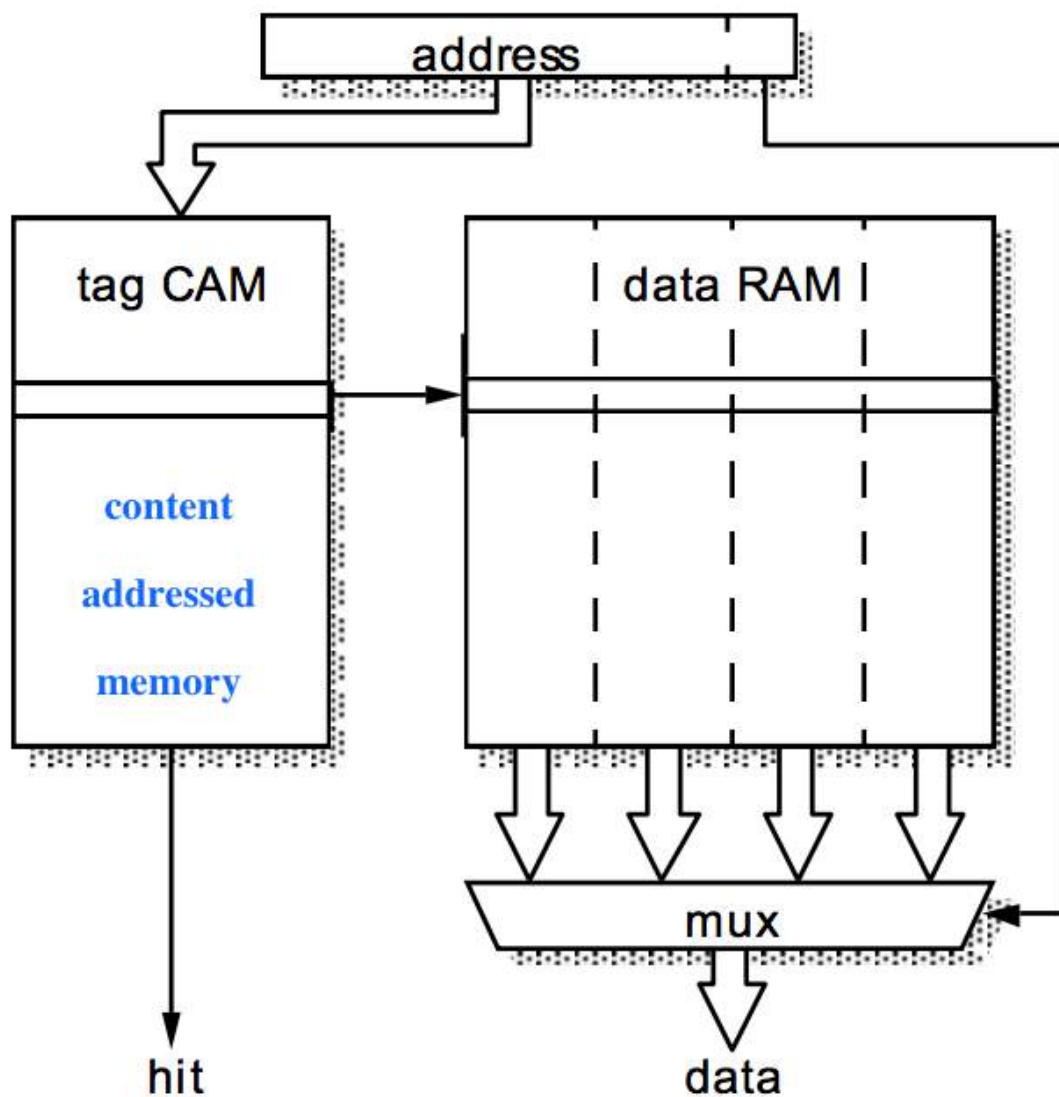 address
tag CAM
data RAM
content
addressed
memory
mux
hit
data